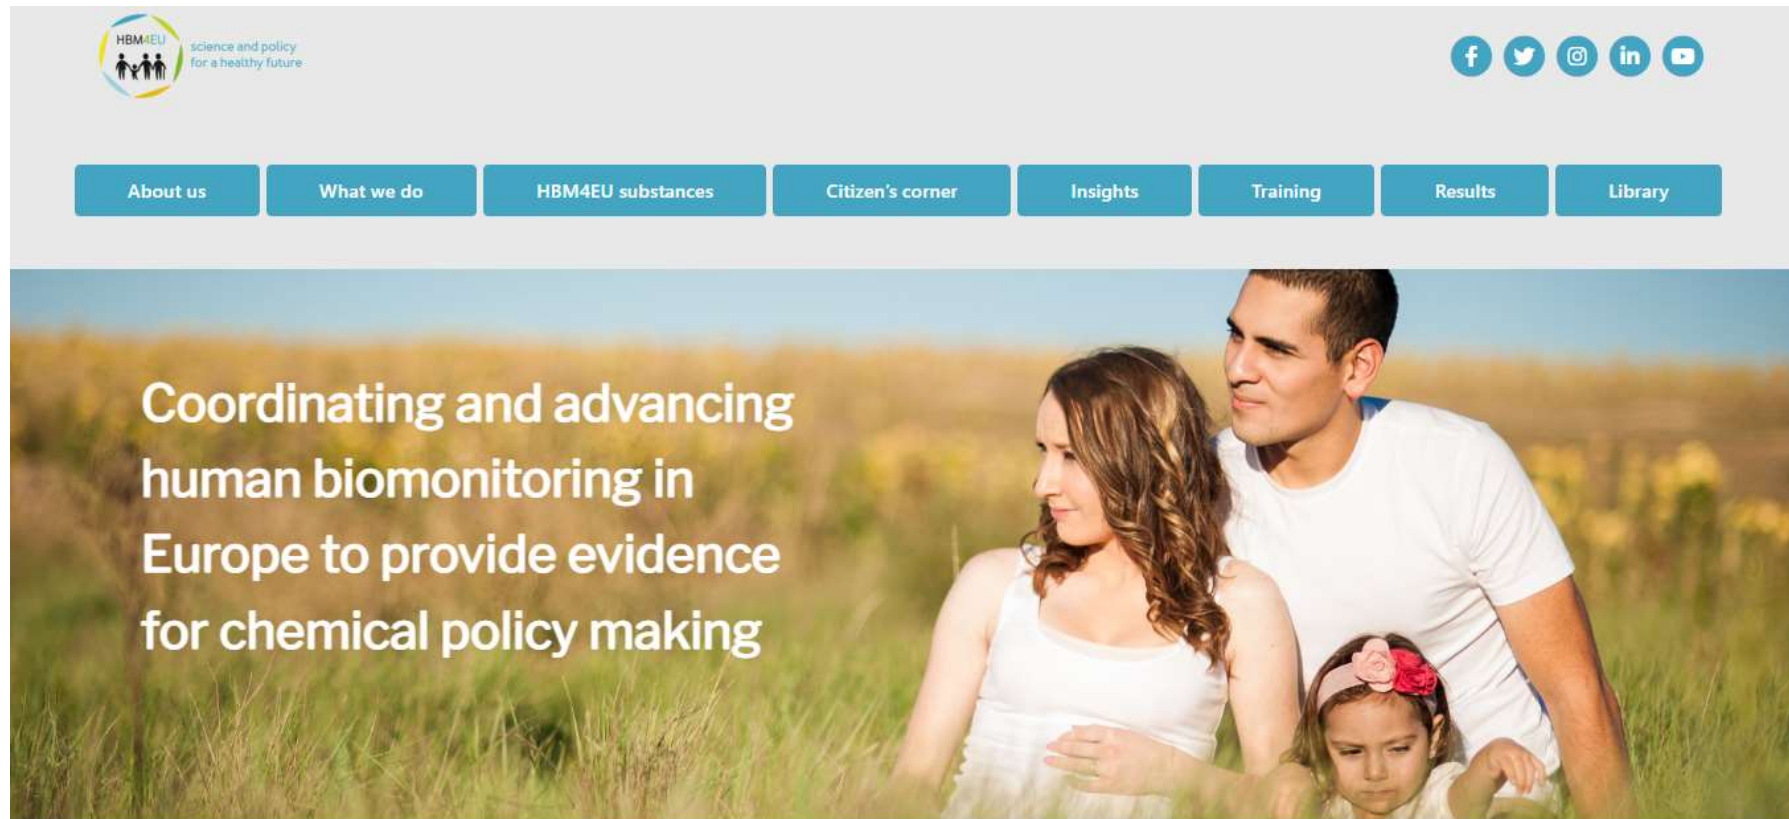 HBM4EU
science and policy
for a healthy future
About us
What we do
HBM4EU substances
Citizen's corner
Insights
Training
Results
Library
Coordinating and advancing
human biomonitoring in
Europe to provide evidence
for chemical policy making